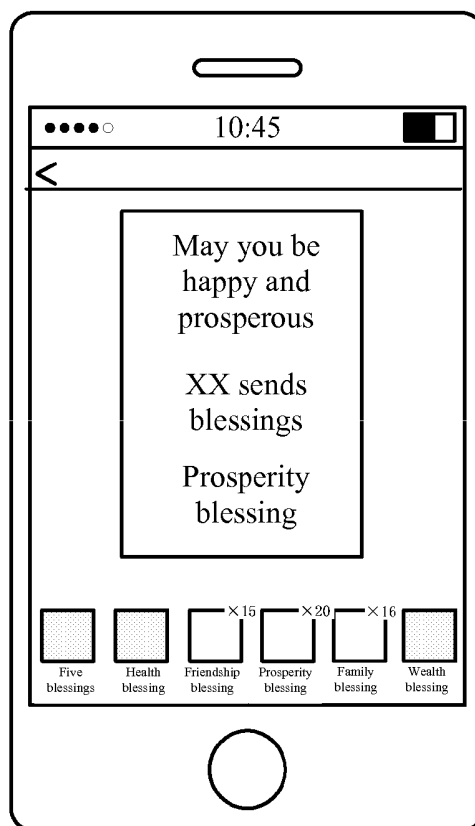 10:45
<
May you be
happy and
prosperous
XX sends
blessings
Prosperity
blessing
×15 ×20 ×16
Five Health Friendship Prosperity Family Wealth
blessings blessing blessing blessing blessing blessing